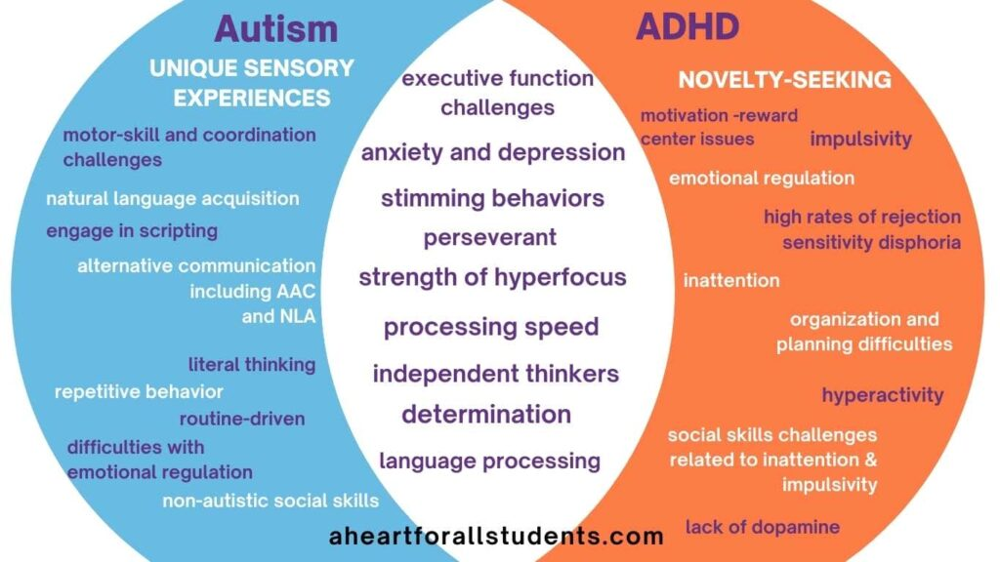 Autism
UNIQUE SENSORY
EXPERIENCES
motor-skill and coordination
challenges
natural language acquisition
engage in scripting
alternative communication
including AAC
and NLA
literal thinking
repetitive behavior
routine-driven
difficulties with
emotional regulation
non-autistic social skills
executive function
challenges
anxiety and depression
stimming behaviors
perseverant
strength of hyperfocus
processing speed
independent thinkers
determination
language processing
ADHD
NOVELTY-SEEKING
motivation -reward
center issues
impulsivity
emotional regulation
high rates of rejection
sensitivity disphoria
inattention
organization and
planning difficulties
hyperactivity
social skills challenges
related to inattention &
impulsivity
lack of dopamine
aheartforallstudents.com